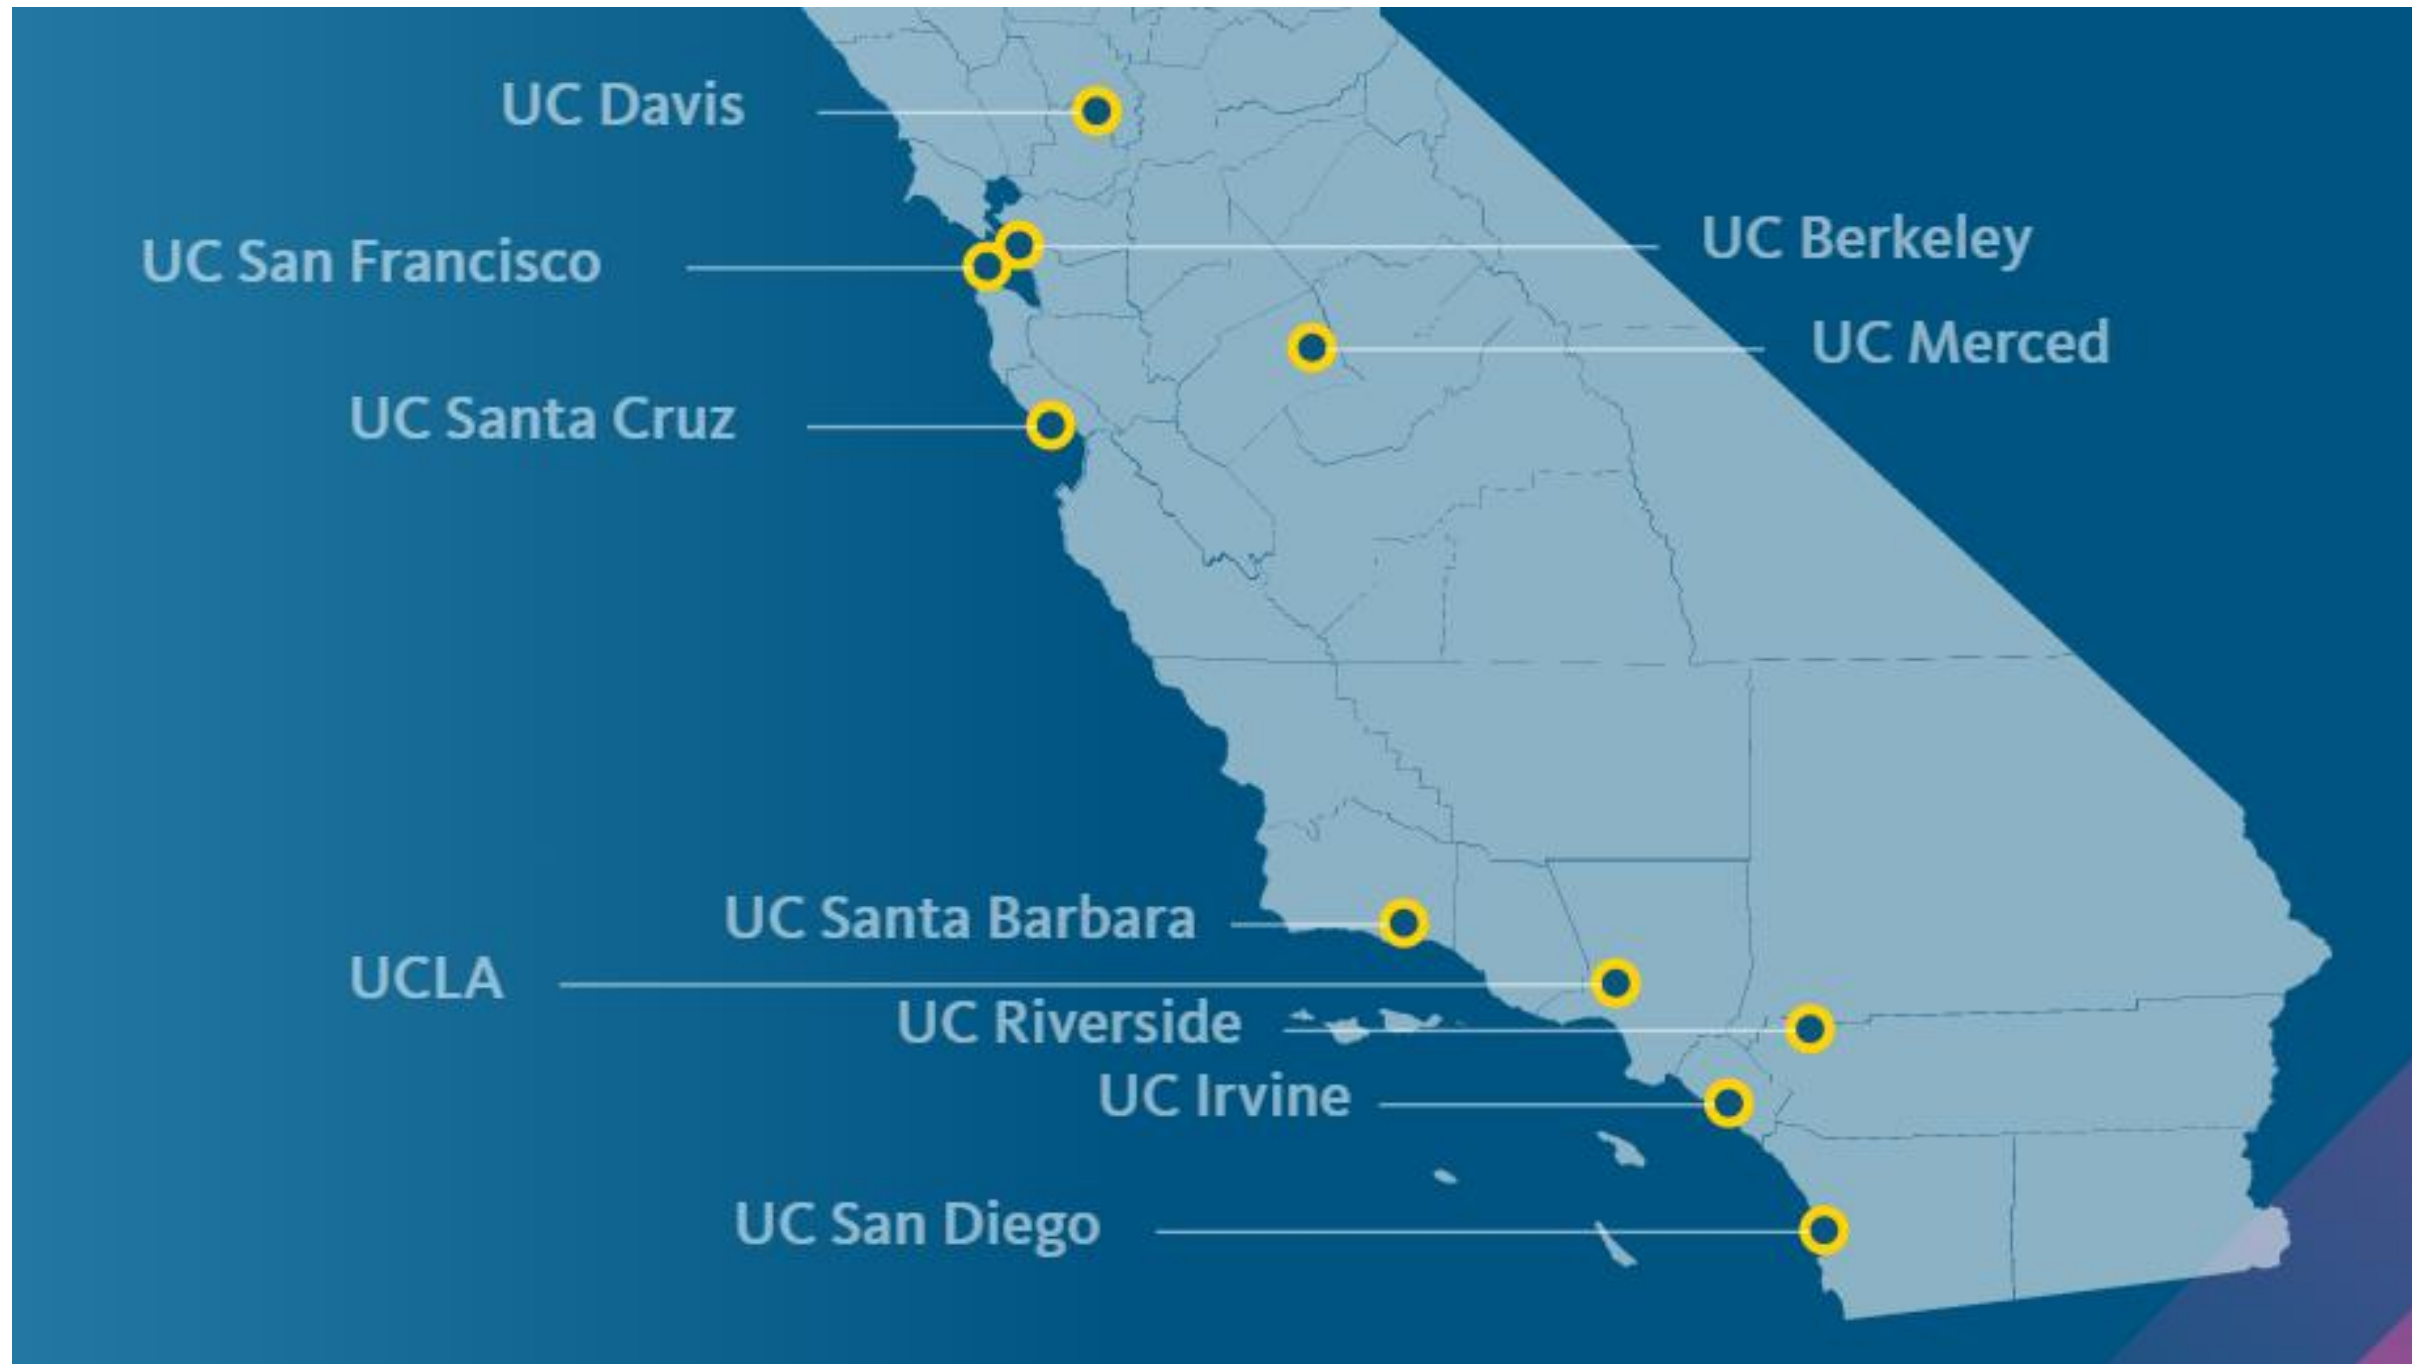 UC Davis
UC Berkeley
UC San Francisco
UC Merced
UC Santa Cruz
UC Santa Barbara
UCLA
UC Riverside
UC Irvine
UC San Diego